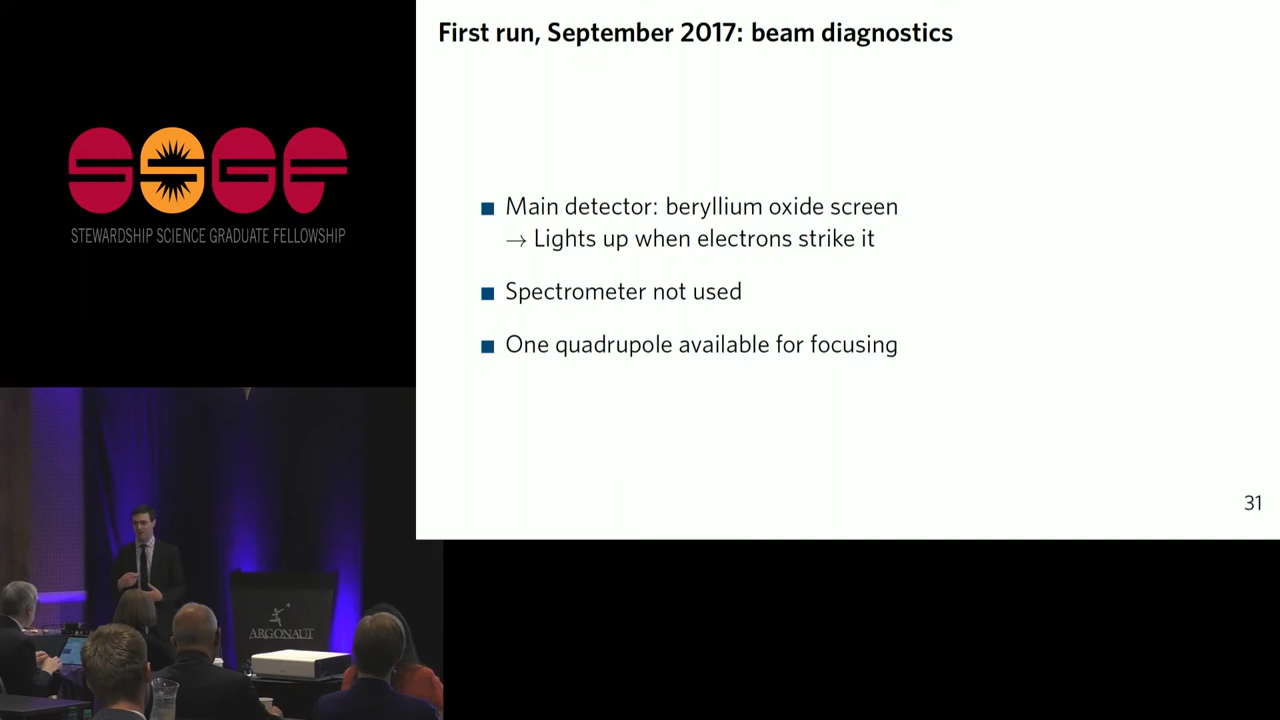 First run, September 2017: beam diagnostics
SSGF
STEWARDSHIP SCIENCE GRADUATE FELLOWSHIP
■ Main detector: beryllium oxide screen
→ Lights up when electrons strike it
■ Spectrometer not used
■ One quadrupole available for focusing
31
ARGONAUT